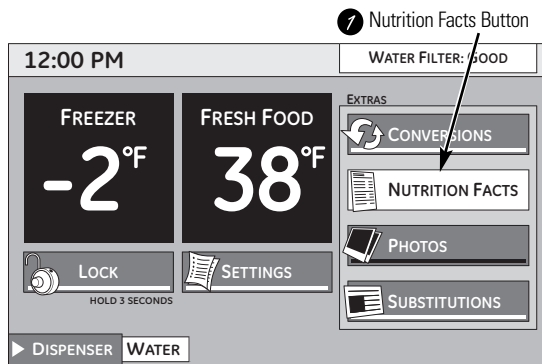 1 Nutrition Facts Button
12:00 PM
WATER FILTER: GOOD
EXTRAS
FREEZER
-2°F
FRESH FOOD
38°F
CONVERSIONS
NUTRITION FACTS
PHOTOS
SUBSTITUTIONS
LOCK
HOLD 3 SECONDS
SETTINGS
DISPENSER WATER